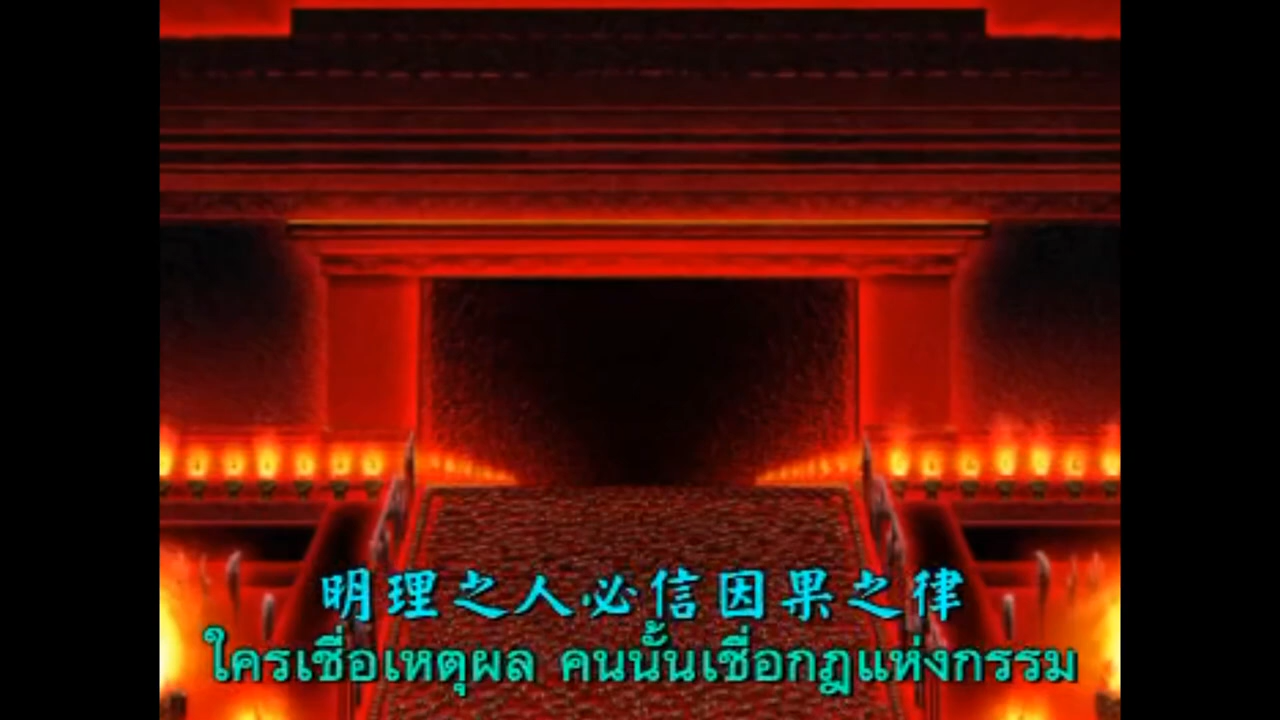 明理之人必信因果之律
ใครเชื่อเหตุผล คนนั้นเชื่อกฎแห่งกรรม